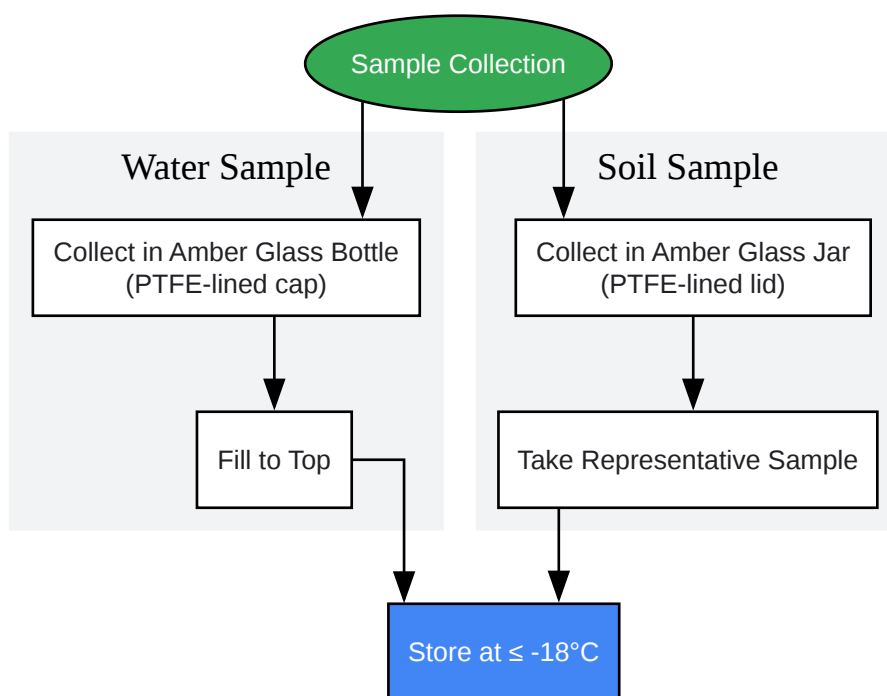 Sample Collection
Water Sample
Soil Sample
Collect in Amber Glass Bottle
(PTFE-lined cap)
Collect in Amber Glass Jar
(PTFE-lined lid)
Fill to Top
Take Representative Sample
Store at ≤ -18°C